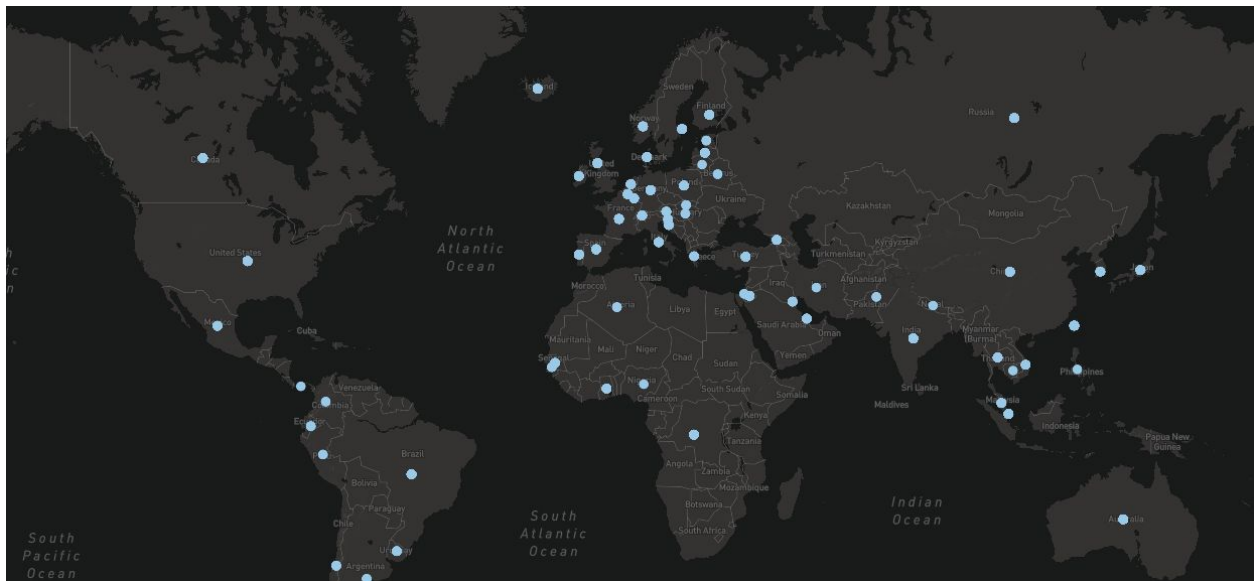 Iceland
Sweden
Finland
Norway
Russia
Canada
United
Kingdom
Denmark
Belarus
Poland
Ukraine
France
Kazakhstan
Mongolia
North
Atlantic
Ocean
United States
Spain
Greece
Turkey
Turkmenistan
Kyrgyzstan
Tunisia
Morocco
Iraq
Iran
Afghanistan
China
Japan
Algeria
Libya
Egypt
Pakistan
Nepal
Mexico
Cuba
Saudi Arabia
Oman
India
Myanmar
(Burma)
Mauritania
Mali
Niger
Chad
Sudan
Yemen
Thailand
Senegal
Philippines
Venezuela
Nigeria
South Sudan
Sri Lanka
Somalia
Cameroon
Colombia
Maldives
Malaysia
Ecuador
Kenya
Indonesia
Tanzania
Papua New
Guinea
Brazil
Angola
Zambia
Bolivia
Mozambique
Paraguay
Botswana
Indian
Ocean
South
Atlantic
Ocean
Chile
South Africa
Australia
South
Pacific
Ocean
Uruguay
Argentina